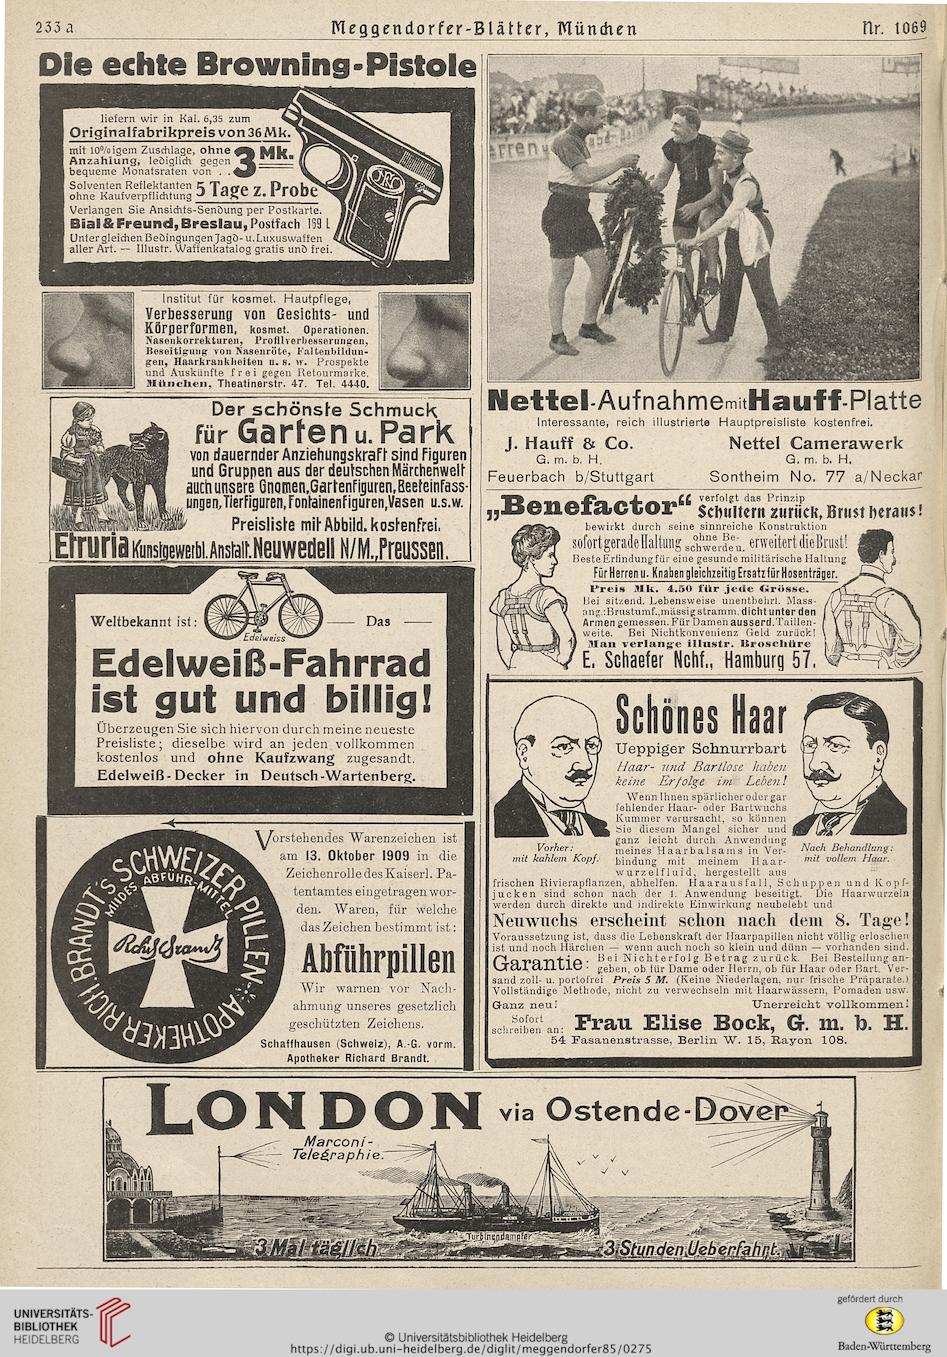 233 a
Meggendorfer-Blätter, München
Nr. 1069
Die echte Browning-Pistole
liefern wir in Kal. 6,35 zum
Originalfabrikpreis von 36 Mk.
mit 10%igem Zuschlage, ohne
Anzahlung, lediglich gegen
bequeme Monatsraten von . .
3 Mk.
Solventen Reflektanten
ohne Kaufverpflichtung
5 Tage z. Probe
Verlangen Sie Ansichts-Sendung per Postkarte.
Bial & Freund, Breslau, Postfach 169 L
Unter gleichen Bedingungen Jagd- u. Luxuswaffen
aller Art. — Illustr. Waffenkatalog gratis und frei.
FN
Institut für kosmet. Hautpflege,
Verbesserung von Gesichts- und
Körperformen, kosmet. Operationen.
Nasenkorrekturen, Profilverbesserungen,
Beseitigung von Nasenröte, Faltenbildun-
gen, Haarkrankheiten u. s. w. Prospekte
und Auskünfte frei gegen Retourmarke.
München, Theatinerstr. 47. Tel. 4440.
Der schönste Schmuck
für Garten u. Park
von dauernder Anziehungskraft sind Figuren
und Gruppen aus der deutschen Märchenwelt
auch unsere Gnomen, Gartenfiguren, Beeteinfass-
ungen, Tierfiguren, Fontainenfiguren, Vasen u.s.w.
Preisliste mit Abbild. kostenfrei.
Etruria Kunstgewerbl. Anstalt. Neuwedell N/M., Preussen.
Weltbekannt ist:
Das
Edelweiss
Edelweiß-Fahrrad
ist gut und billig!
Überzeugen Sie sich hiervon durch meine neueste
Preisliste; dieselbe wird an jeden vollkommen
kostenlos und ohne Kaufzwang zugesandt.
Edelweiß-Decker in Deutsch-Wartenberg.
APOTHEKER RICH. BRANDT'S SCHWEIZER PILLEN
MILDES ABFÜHR-MITTEL
Rich. Brandt
Vorstehendes Warenzeichen ist
am 13. Oktober 1909 in die
Zeichenrolle des Kaiserl. Pa-
tentamtes eingetragen wor-
den. Waren, für welche
das Zeichen bestimmt ist:
Abführpillen
Wir warnen vor Nach-
ahmung unseres gesetzlich
geschützten Zeichens.
Schaffhausen (Schweiz), A.-G. vorm.
Apotheker Richard Brandt.
Nettel-Aufnahme mit Hauff-Platte
Interessante, reich illustrierte Hauptpreisliste kostenfrei.
J. Hauff & Co.
G. m. b. H.
Feuerbach b/Stuttgart
Nettel Camerawerk
G. m. b. H.
Sontheim No. 77 a/Neckar
„Benefactor“ verfolgt das Prinzip
Schultern zurück, Brust heraus!
bewirkt durch seine sinnreiche Konstruktion
sofort gerade Haltung ohne Be-
schwerde u. erweitert die Brust!
Beste Erfindung für eine gesunde militärische Haltung
Für Herren u. Knaben gleichzeitig Ersatz für Hosenträger.
Preis Mk. 4.50 für jede Grösse.
Bei sitzend. Lebensweise unentbehrl. Mass-
ang.: Brustumf., mässig stramm, dicht unter den
Armen gemessen. Für Damen ausserd. Taillen-
weite. Bei Nichtkonvenienz Geld zurück!
Man verlange illustr. Broschüre
E. Schaefer Nchf., Hamburg 57.
Schönes Haar
Ueppiger Schnurrbart
Haar- und Bartlose haben
keine Erfolge im Leben!
Wenn Ihnen spärlicher oder gar
fehlender Haar- oder Bartwuchs
Kummer verursacht, so können
Sie diesem Mangel sicher und
ganz leicht durch Anwendung
meines Haarbalsams in Ver-
bindung mit meinem Haar-
wurzelfluid, hergestellt aus
Vorher:
mit kahlem Kopf.
Nach Behandlung:
mit vollem Haar.
frischen Rivierapflanzen, abhelfen. Haarausfall, Schuppen und Kopf-
jucken sind schon nach der 1. Anwendung beseitigt. Die Haarwurzeln
werden durch direkte und indirekte Einwirkung neubelebt und
Neuwuchs erscheint schon nach dem 8. Tage!
Voraussetzung ist, dass die Lebenskraft der Haarpapillen nicht völlig erloschen
ist und noch Härchen — wenn auch noch so klein und dünn — vorhanden sind.
Garantie: Bei Nichterfolg Betrag zurück. Bei Bestellung an-
geben, ob für Dame oder Herrn, ob für Haar oder Bart. Ver-
sand zoll- u. portofrei Preis 5 M. (Keine Niederlagen, nur frische Präparate.)
Vollständige Methode, nicht zu verwechseln mit Haarwässern, Pomaden usw.
Ganz neu!
Unerreicht vollkommen!
Sofort
schreiben an: Frau Elise Bock, G. m. b. H.
54 Fasanenstrasse, Berlin W. 15, Rayon 108.
LONDON via Ostende-Dover
Marconi-
Telegraphie.
Turbinendampfer
3 Mal täglich
3 Stunden Ueberfahrt.
UNIVERSITÄTS-
BIBLIOTHEK
HEIDELBERG
© Universitätsbibliothek Heidelberg
https://digi.ub.uni-heidelberg.de/diglit/meggendorfer85/0275
gefördert durch
Baden-Württemberg